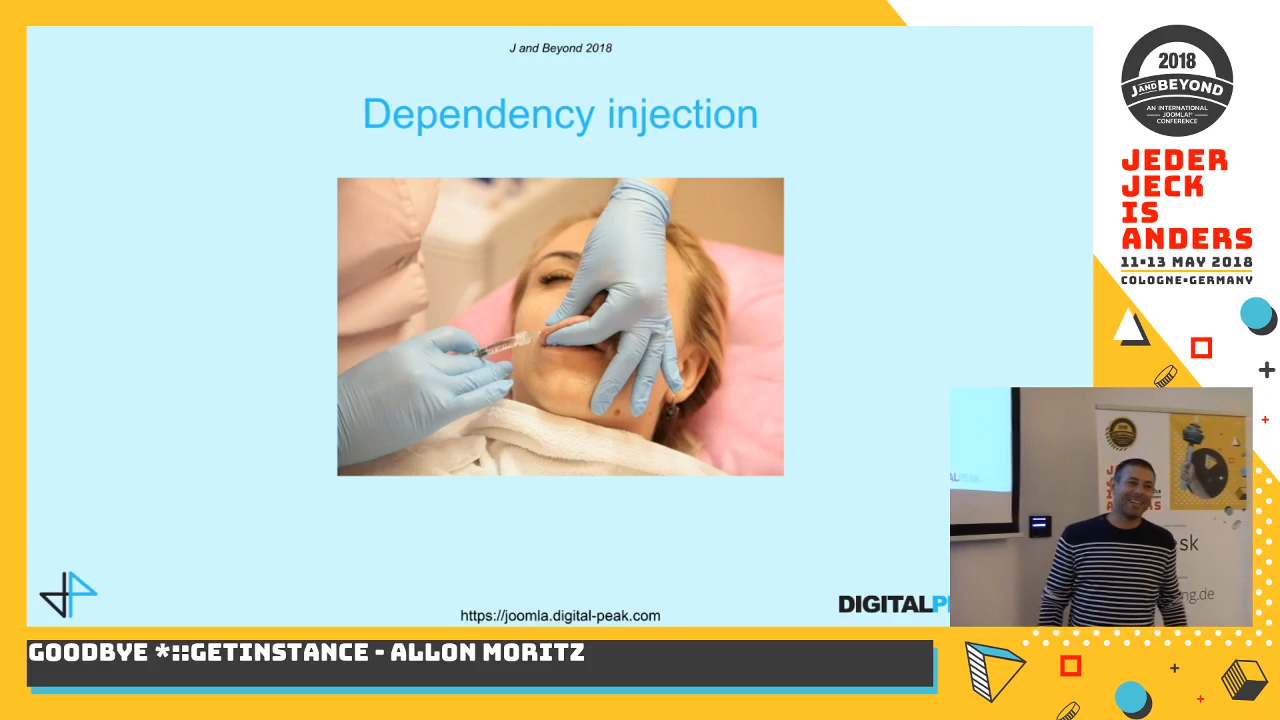 J and Beyond 2018
Dependency injection
https://joomla.digital-peak.com
DIGITAL
GOODBYE *::GETINSTANCE - ALLON MORITZ
2018
J AND BEYOND
AN INTERNATIONAL
JOOMLA!*
CONFERENCE
JEDER
JECK
IS
ANDERS
11-13 MAY 2018
COLOGNE-GERMANY